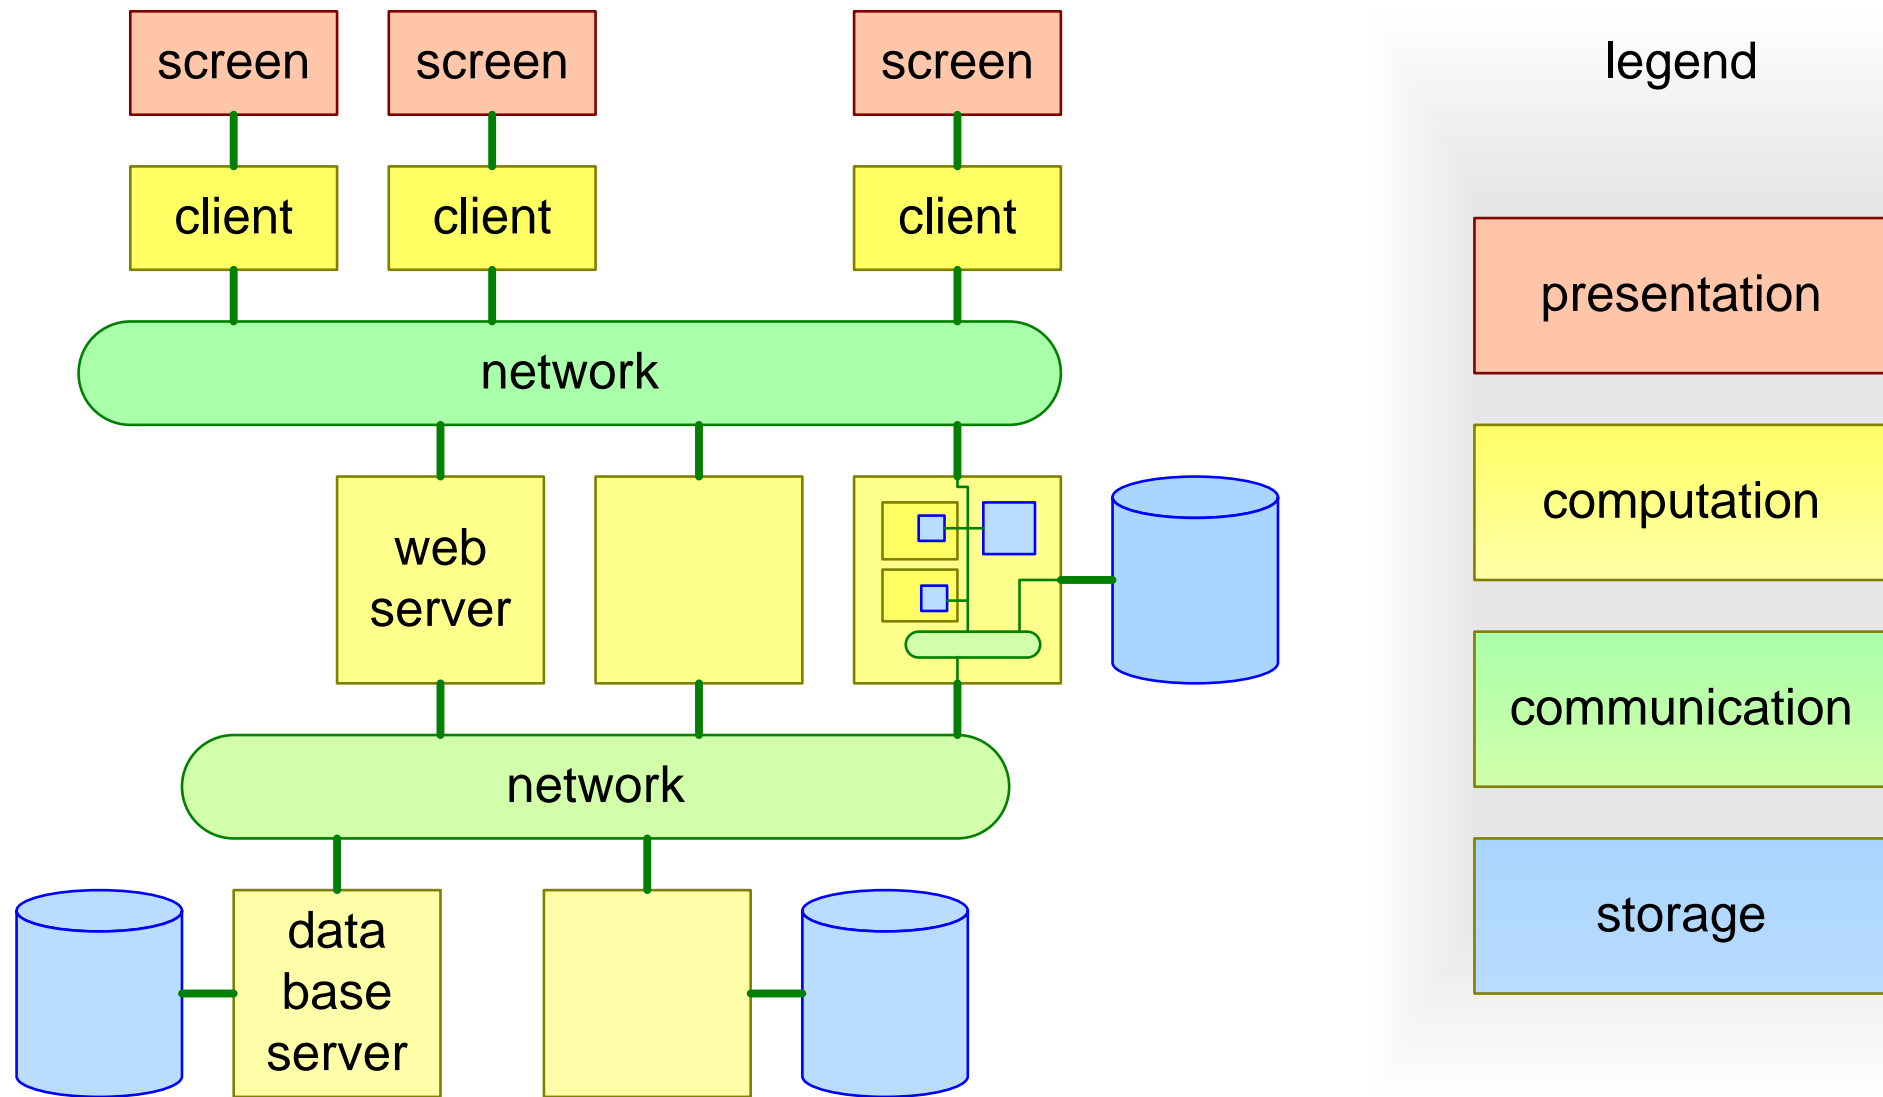 screen
screen
screen
client
client
client
network
web
server
network
data
base
server
legend
presentation
computation
communication
storage